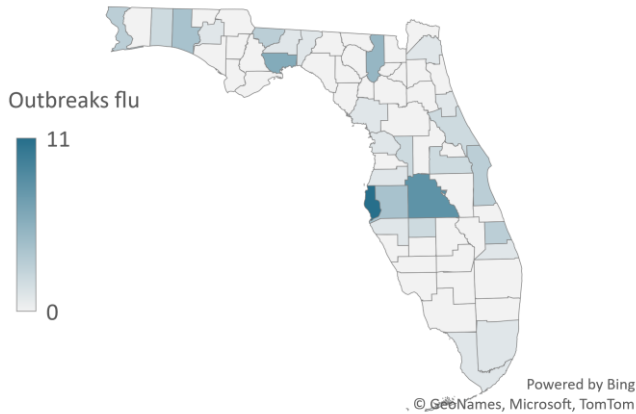 Outbreaks flu
11
0
Powered by Bing
© GeoNames, Microsoft, TomTom